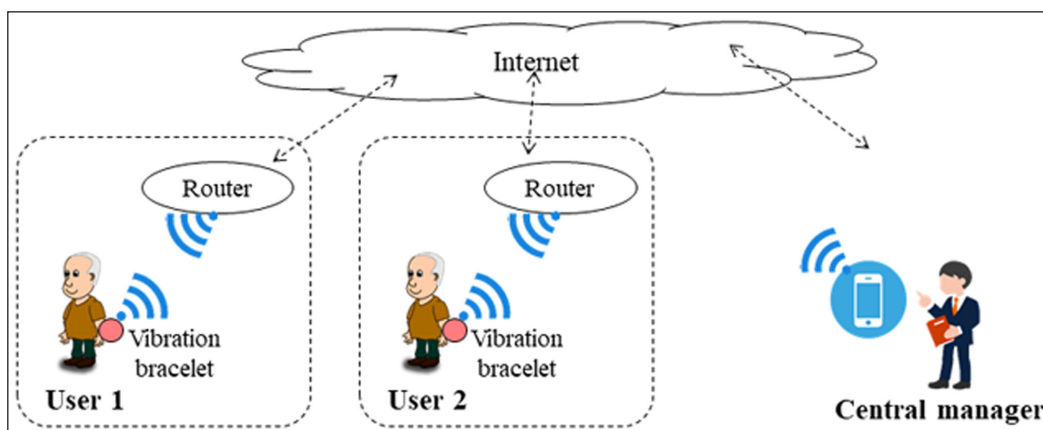 Internet
Router
Vibration
bracelet
User 1
Router
Vibration
bracelet
User 2
Central manager